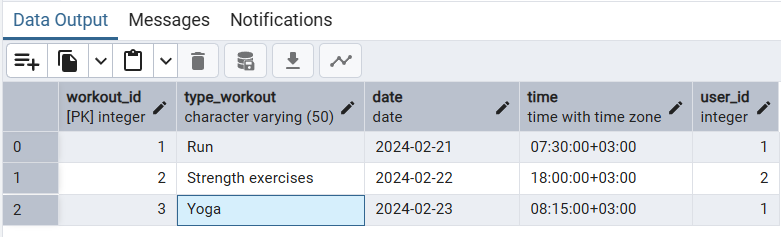 Data Output Messages Notifications
workout_id type_workout date time user_id
[PK] integer character varying (50) date time with time zone integer
0 1 Run 2024-02-21 07:30:00+03:00 1
1 2 Strength exercises 2024-02-22 18:00:00+03:00 2
2 3 Yoga 2024-02-23 08:15:00+03:00 1